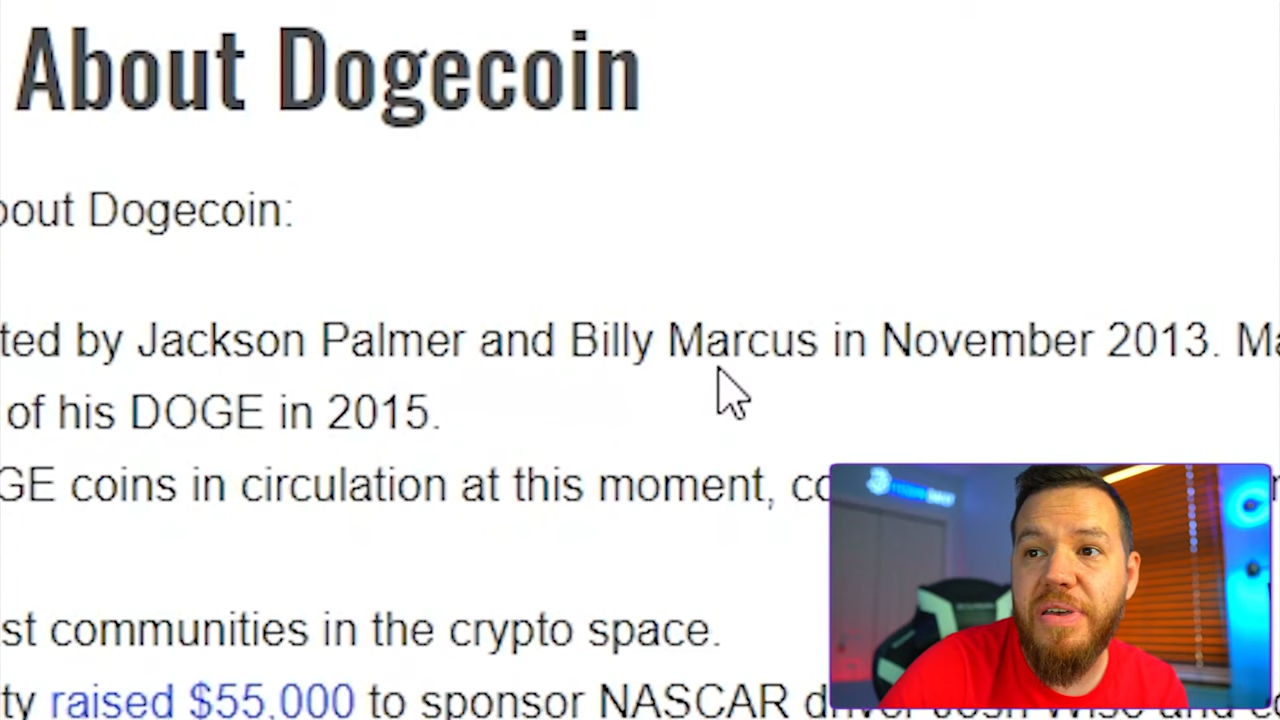 About Dogecoin
bout Dogecoin:
ted by Jackson Palmer and Billy Marcus in November 2013. Ma
of his DOGE in 2015.
GE coins in circulation at this moment, co
st communities in the crypto space.
ty raised $55,000 to sponsor NASCAR